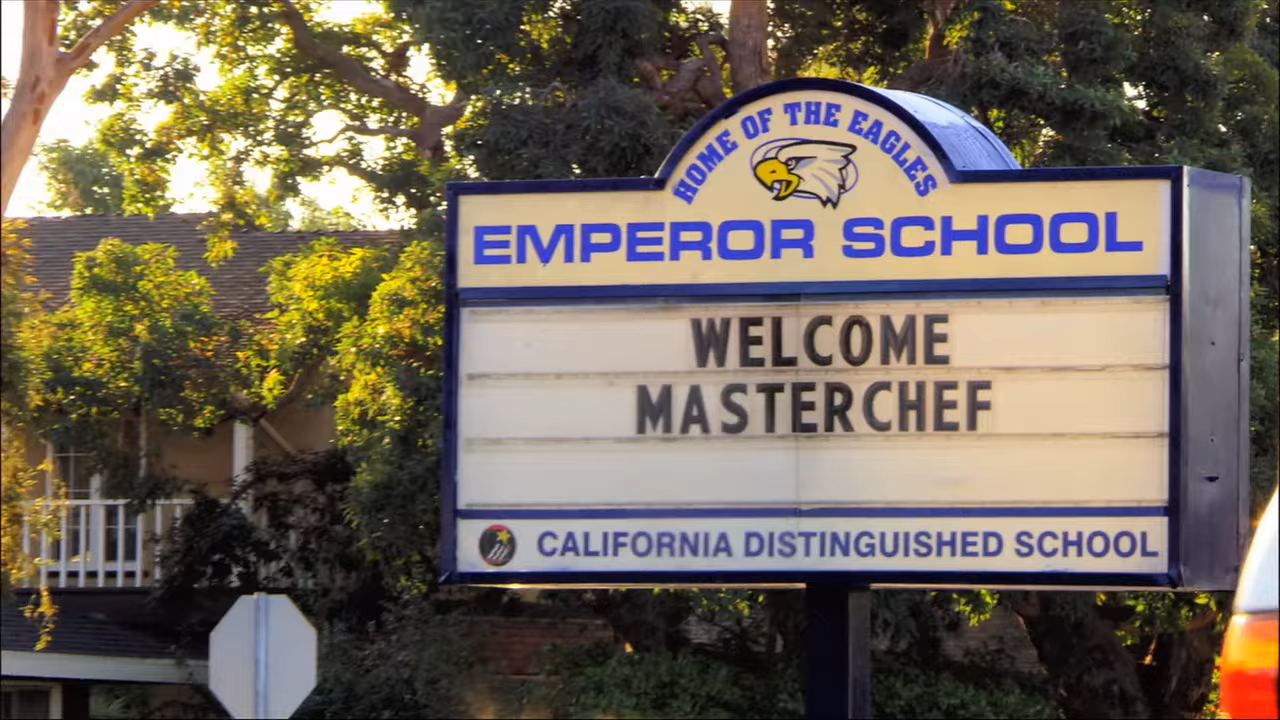 HOME OF THE EAGLES
EMPEROR SCHOOL
WELCOME
MASTERCHEF
CALIFORNIA DISTINGUISHED SCHOOL